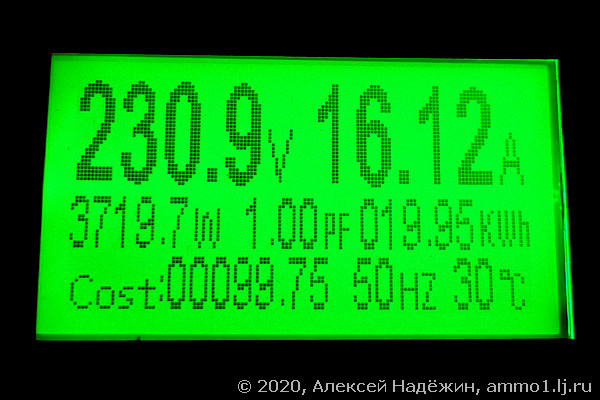 230.9V 16.12A
3719.7W 1.00PF 019.95kWh
Cost:00099.75 50Hz 30℃
© 2020, Алексей Надёжин, ammo1.lj.ru